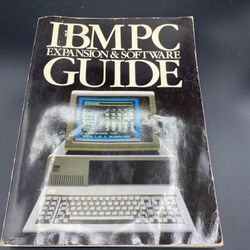 IBM PC
EXPANSION & SOFTWARE
GUIDE